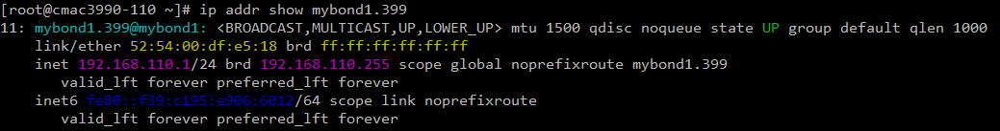 [root@cmac3990-110 ~]# ip addr show mybond1.399
11: mybond1.399@mybond1: <BROADCAST,MULTICAST,UP,LOWER_UP> mtu 1500 qdisc noqueue state UP group default qlen 1000
    link/ether 52:54:00:df:e5:18 brd ff:ff:ff:ff:ff:ff
    inet 192.168.110.1/24 brd 192.168.110.255 scope global noprefixroute mybond1.399
       valid_lft forever preferred_lft forever
    inet6 fe80::f39:c195:e906:6012/64 scope link noprefixroute
       valid_lft forever preferred_lft forever